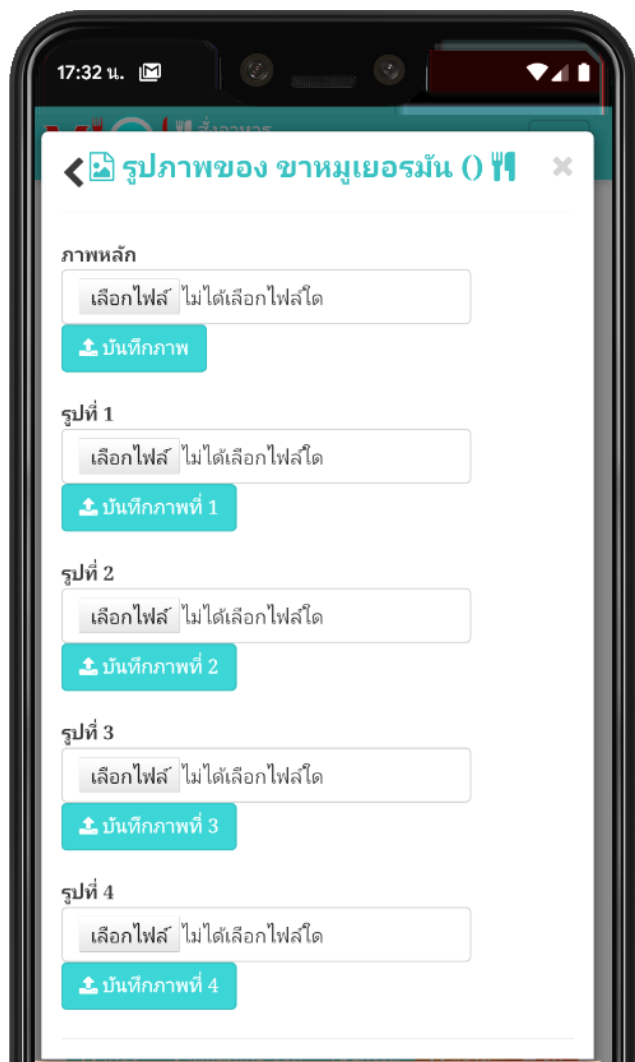 17:32 น.
สั่งอาหาร
รูปภาพของ ขาหมูเยอรมัน () ×
ภาพหลัก
เลือกไฟล์ ไม่ได้เลือกไฟล์ใด
บันทึกภาพ
รูปที่ 1
เลือกไฟล์ ไม่ได้เลือกไฟล์ใด
บันทึกภาพที่ 1
รูปที่ 2
เลือกไฟล์ ไม่ได้เลือกไฟล์ใด
บันทึกภาพที่ 2
รูปที่ 3
เลือกไฟล์ ไม่ได้เลือกไฟล์ใด
บันทึกภาพที่ 3
รูปที่ 4
เลือกไฟล์ ไม่ได้เลือกไฟล์ใด
บันทึกภาพที่ 4